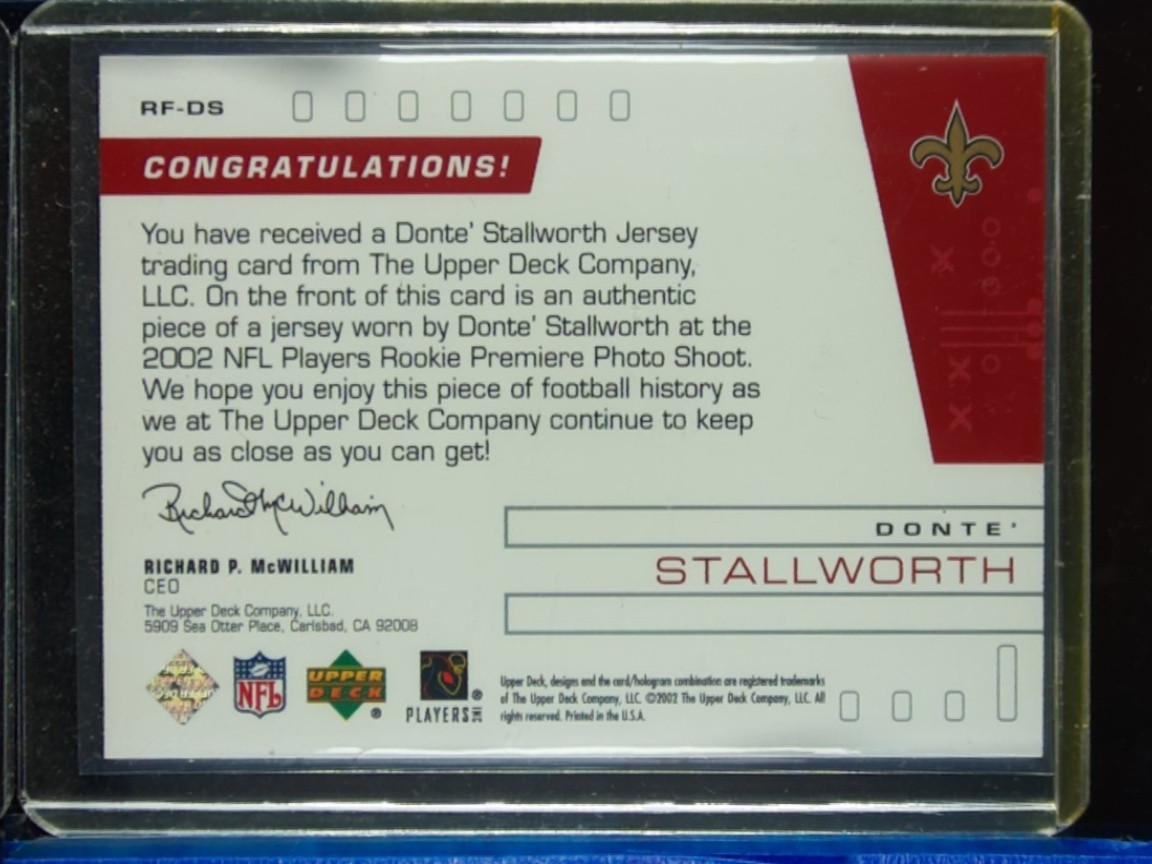 RF-DS
CONGRATULATIONS!
You have received a Donte' Stallworth Jersey
trading card from The Upper Deck Company,
LLC. On the front of this card is an authentic
piece of a jersey worn by Donte' Stallworth at the
2002 NFL Players Rookie Premiere Photo Shoot.
We hope you enjoy this piece of football history as
we at The Upper Deck Company continue to keep
you as close as you can get!
Richard McWilliam
RICHARD P. McWILLIAM
CEO
The Upper Deck Company, LLC.
5909 Sea Otter Place, Carlsbad, CA 92008
DONTE'
STALLWORTH
NFL
UPPER
DECK
®
PLAYERS INC
®
Upper Deck, designs and the card/hologram combination are registered trademarks
of The Upper Deck Company, LLC. ©2002 The Upper Deck Company, LLC. All
rights reserved. Printed in the U.S.A.